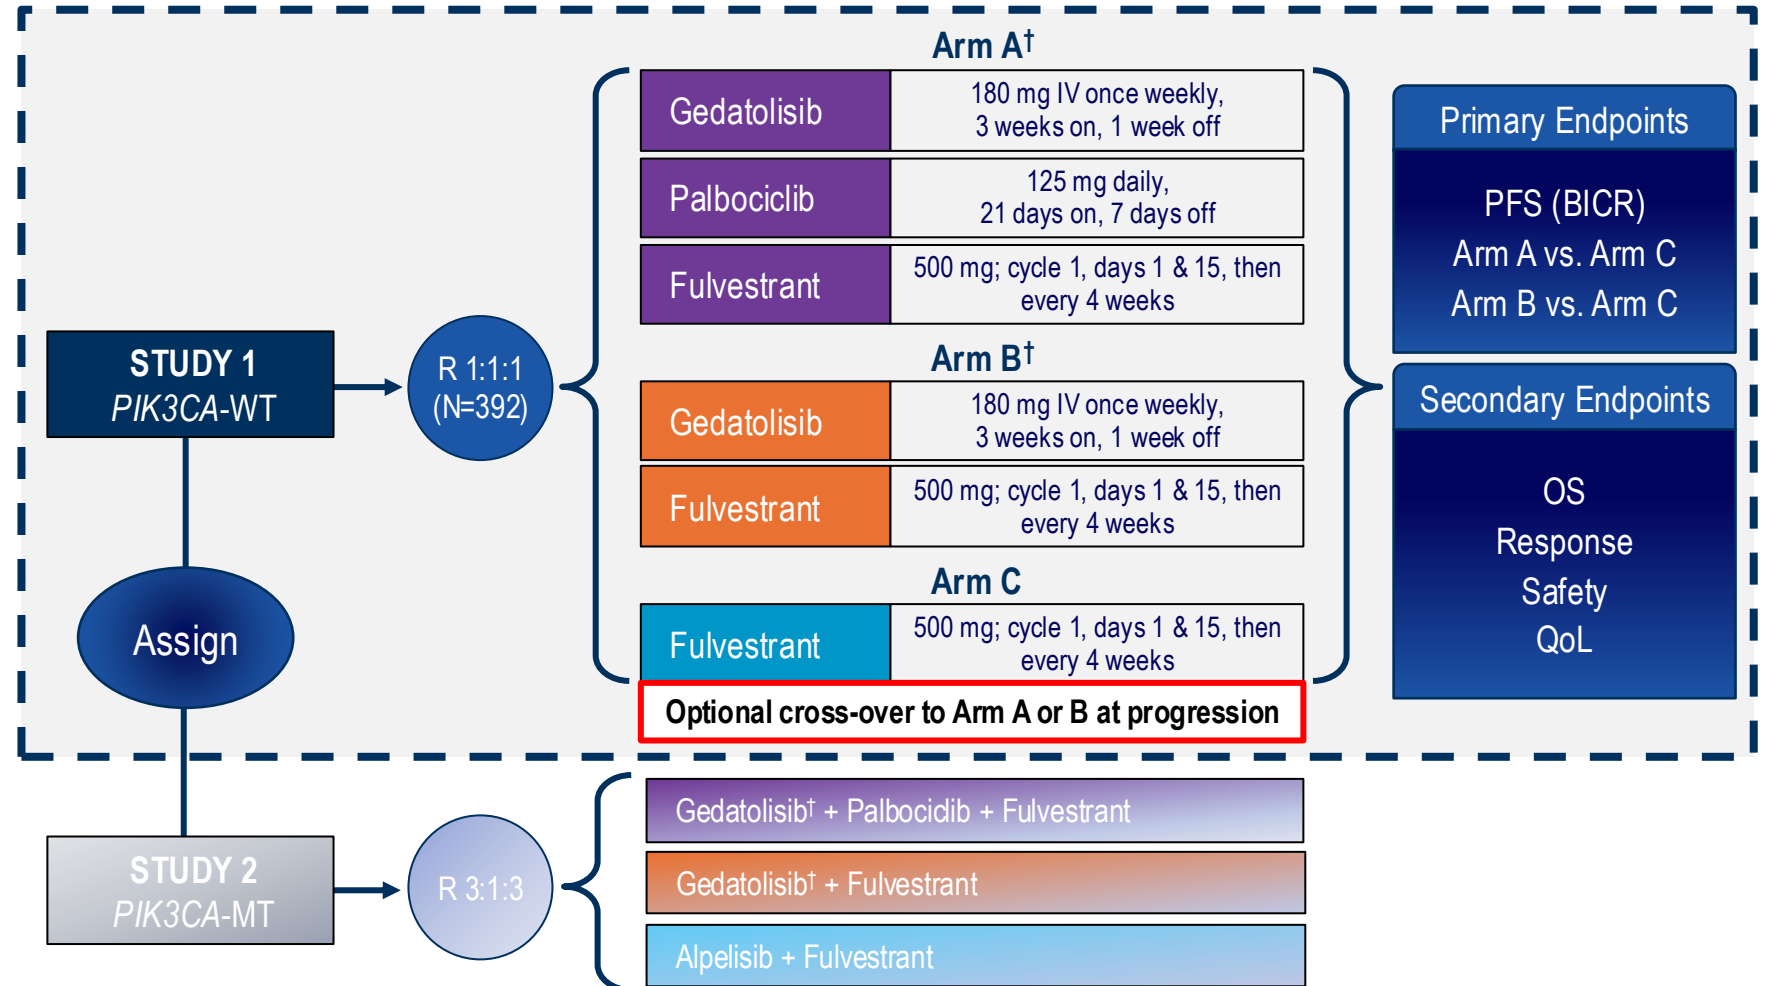 Arm A†
Gedatolisib
180 mg IV once weekly,
3 weeks on, 1 week off
Palbociclib
125 mg daily,
21 days on, 7 days off
Fulvestrant
500 mg; cycle 1, days 1 & 15, then
every 4 weeks
STUDY 1
PIK3CA-WT
R 1:1:1
(N=392)
Arm B†
Gedatolisib
180 mg IV once weekly,
3 weeks on, 1 week off
Fulvestrant
500 mg; cycle 1, days 1 & 15, then
every 4 weeks
Arm C
Fulvestrant
500 mg; cycle 1, days 1 & 15, then
every 4 weeks
Optional cross-over to Arm A or B at progression
Primary Endpoints
PFS (BICR)
Arm A vs. Arm C
Arm B vs. Arm C
Secondary Endpoints
OS
Response
Safety
QoL
Assign
STUDY 2
PIK3CA-MT
R 3:1:3
Gedatolisib† + Palbociclib + Fulvestrant
Gedatolisib† + Fulvestrant
Alpelisib + Fulvestrant